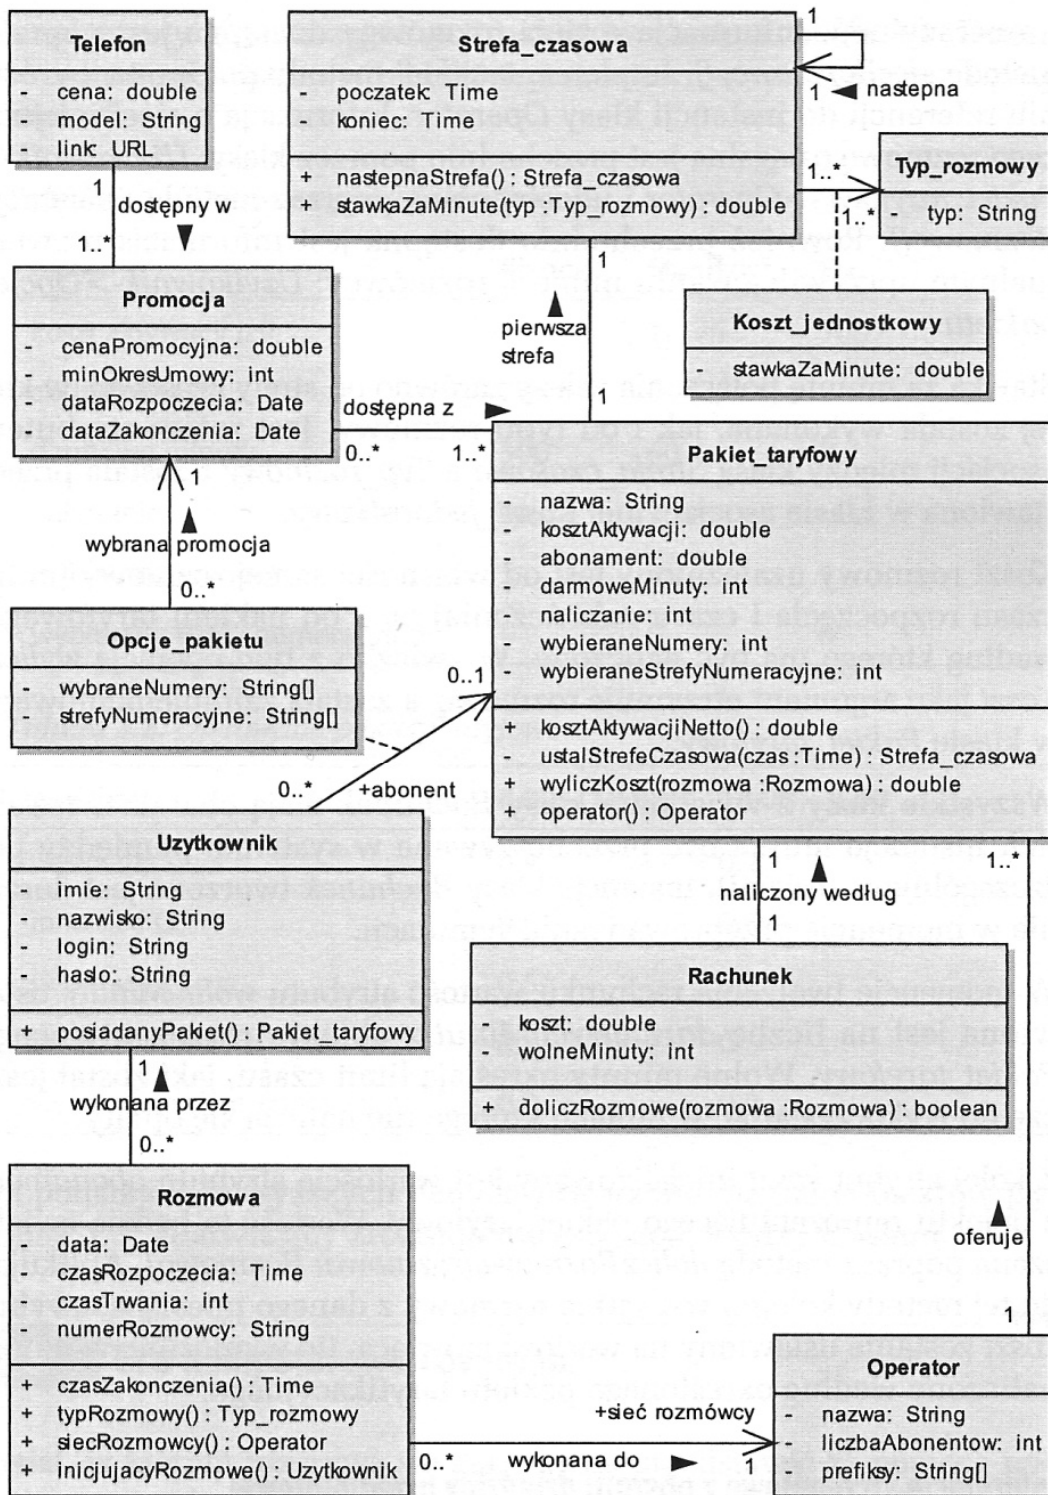 Telefon
- cena: double
- model: String
- link: URL
1
dostępny w
1..*
Strefa_czasowa
- poczatek: Time
- koniec: Time
+ nastepnaStrefa() : Strefa_czasowa
+ stawkaZaMinute(typ :Typ_rozmowy) : double
1
1
nastepna
1..*
1..*
Typ_rozmowy
- typ: String
Koszt_jednostkowy
- stawkaZaMinute: double
1
pierwsza
strefa
1
Promocja
- cenaPromocyjna: double
- minOkresUmowy: int
- dataRozpoczecia: Date
- dataZakonczenia: Date
dostępna z
0..*
1..*
1
wybrana promocja
0..*
Pakiet_taryfowy
- nazwa: String
- kosztAktywacji: double
- abonament: double
- darmoweMinuty: int
- naliczanie: int
- wybieraneNumery: int
- wybieraneStrefyNumeracyjne: int
+ kosztAktywacjiNetto() : double
- ustalStrefeCzasowa(czas :Time) : Strefa_czasowa
+ wyliczKoszt(rozmowa :Rozmowa) : double
+ operator() : Operator
Opcje_pakietu
- wybraneNumery: String[]
- strefyNumeracyjne: String[]
0..1
0..*
+abonent
Uzytkownik
- imie: String
- nazwisko: String
- login: String
- haslo: String
+ posiadanyPakiet() : Pakiet_taryfowy
1
naliczony według
1
1..*
Rachunek
- koszt: double
- wolneMinuty: int
+ doliczRozmowe(rozmowa :Rozmowa) : boolean
1
wykonana przez
0..*
oferuje
1
Rozmowa
- data: Date
- czasRozpoczecia: Time
- czasTrwania: int
- numerRozmowcy: String
+ czasZakonczenia() : Time
+ typRozmowy() : Typ_rozmowy
+ siecRozmowcy() : Operator
+ inicjujacyRozmowe() : Uzytkownik
+sieć rozmówcy
0..*
wykonana do
1
Operator
- nazwa: String
- liczbaAbonentow: int
- prefiksy: String[]